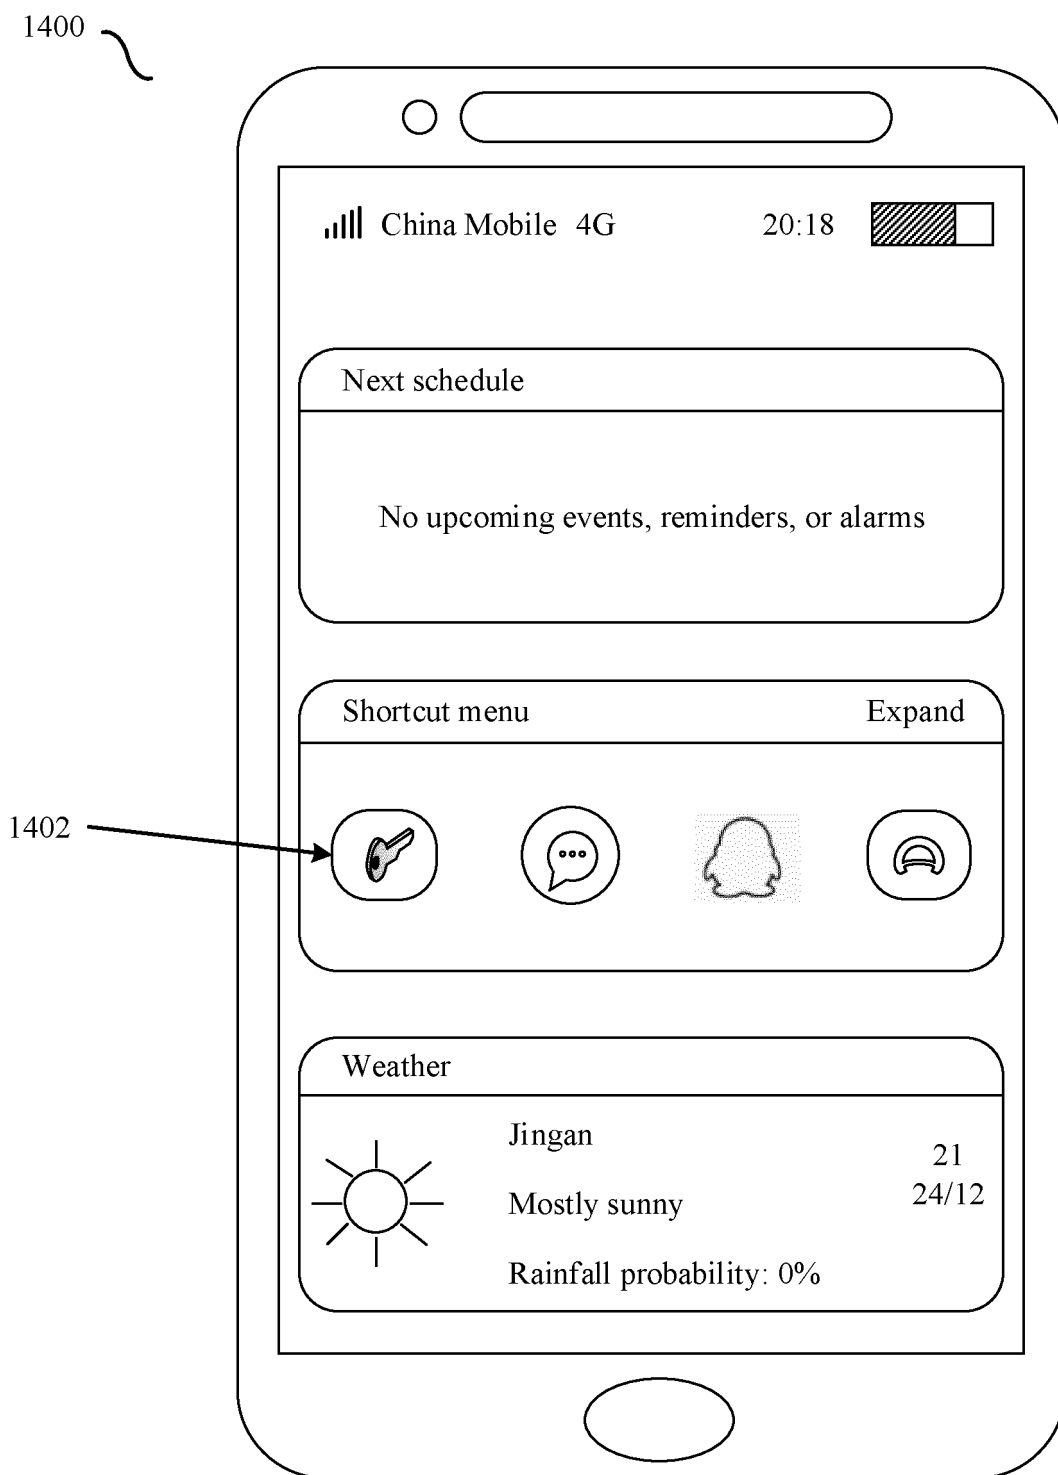 1400
China Mobile 4G 20:18
Next schedule
No upcoming events, reminders, or alarms
Shortcut menu Expand
1402
Weather
Jingan
21
24/12
Mostly sunny
Rainfall probability: 0%